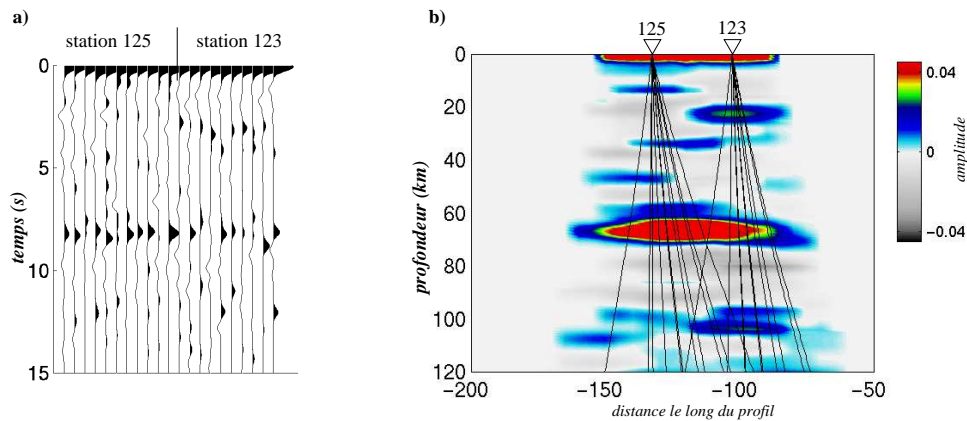 a)
station 125
station 123
0
5
10
15
temps (s)
b)
125
123
0
20
40
60
80
100
120
profondeur (km)
-200
-150
-100
-50
distance le long du profil
0.04
0
-0.04
amplitude